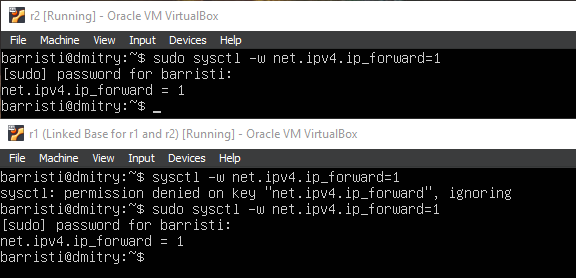 r2 [Running] - Oracle VM VirtualBox
File Machine View Input Devices Help
barristi@dmitry:~$ sudo sysctl -w net.ipv4.ip_forward=1
[sudo] password for barristi:
net.ipv4.ip_forward = 1
barristi@dmitry:~$ _
r1 (Linked Base for r1 and r2) [Running] - Oracle VM VirtualBox
File Machine View Input Devices Help
barristi@dmitry:~$ sysctl -w net.ipv4.ip_forward=1
sysctl: permission denied on key "net.ipv4.ip_forward", ignoring
barristi@dmitry:~$ sudo sysctl -w net.ipv4.ip_forward=1
[sudo] password for barristi:
net.ipv4.ip_forward = 1
barristi@dmitry:~$